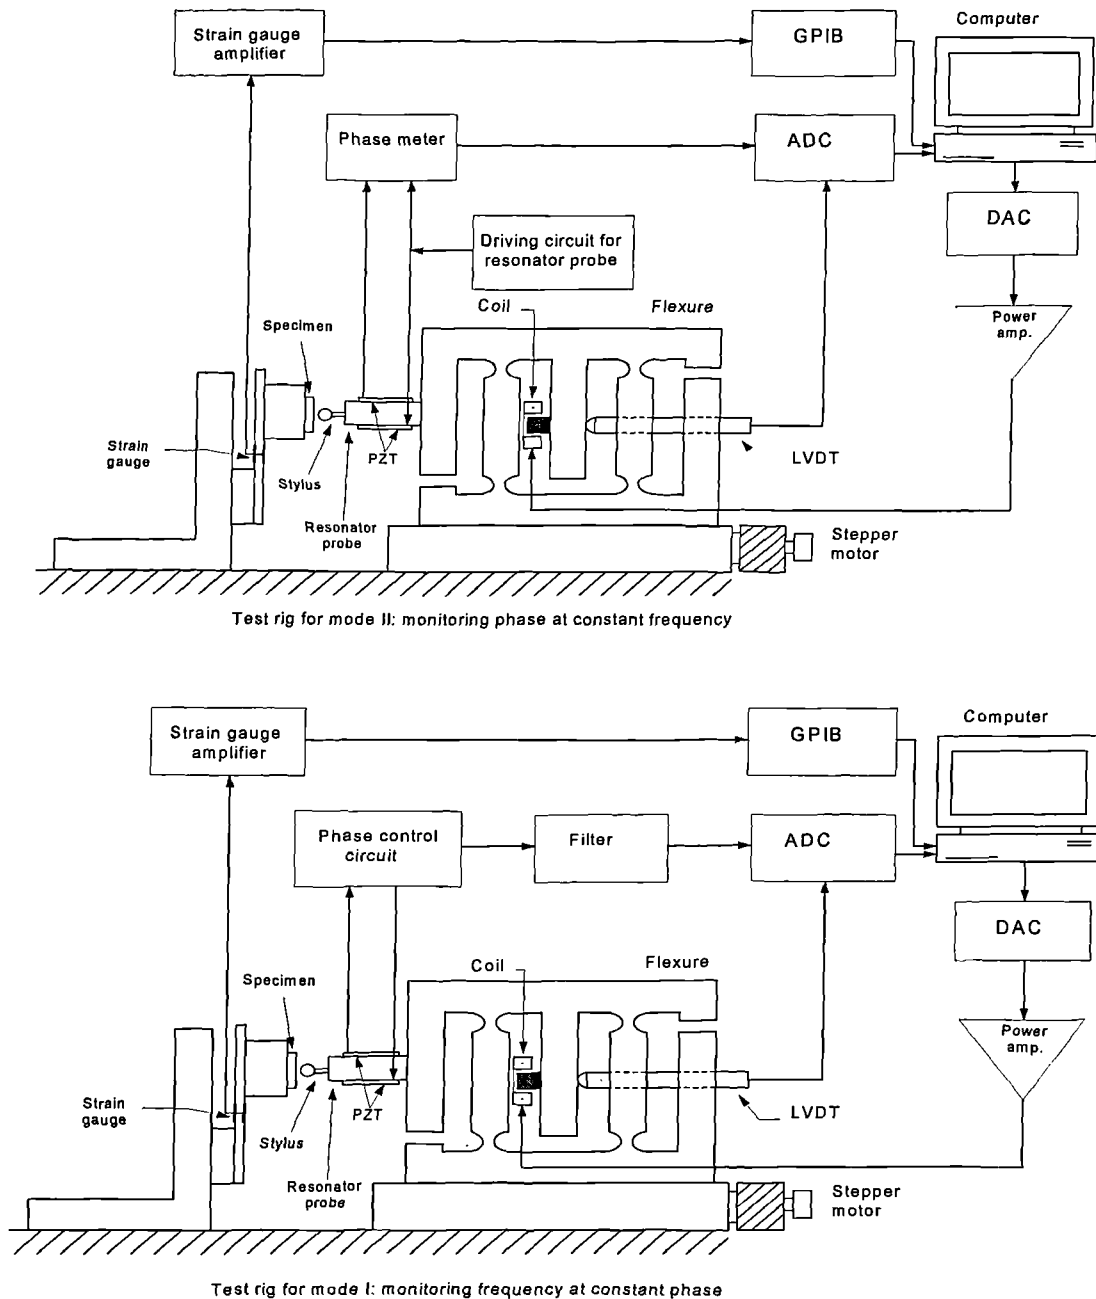 Computer
Strain gauge
amplifier
GPIB
Phase meter
ADC
DAC
Driving circuit for
resonator probe
Coil
Flexure
Power
amp.
Specimen
Strain
gauge
PZT
Stylus
LVDT
Resonator
probe
Stepper
motor
Test rig for mode II: monitoring phase at constant frequency
Computer
Strain gauge
amplifier
GPIB
Phase control
circuit
Filter
ADC
DAC
Coil
Flexure
Specimen
Power
amp.
Strain
gauge
PZT
LVDT
Stylus
Resonator
probe
Stepper
motor
Test rig for mode I: monitoring frequency at constant phase